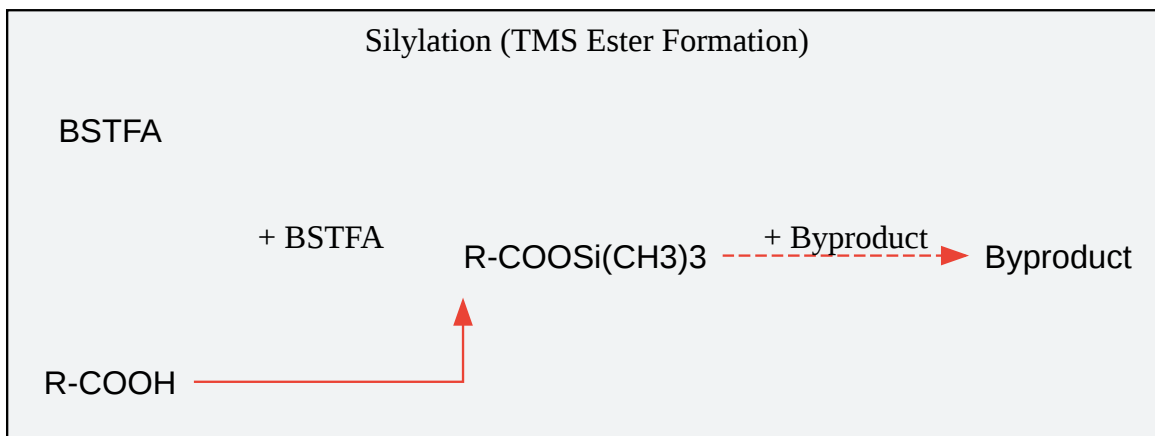 Silylation (TMS Ester Formation)
BSTFA
+ BSTFA
R-COOSi(CH3)3
+ Byproduct
Byproduct
R-COOH